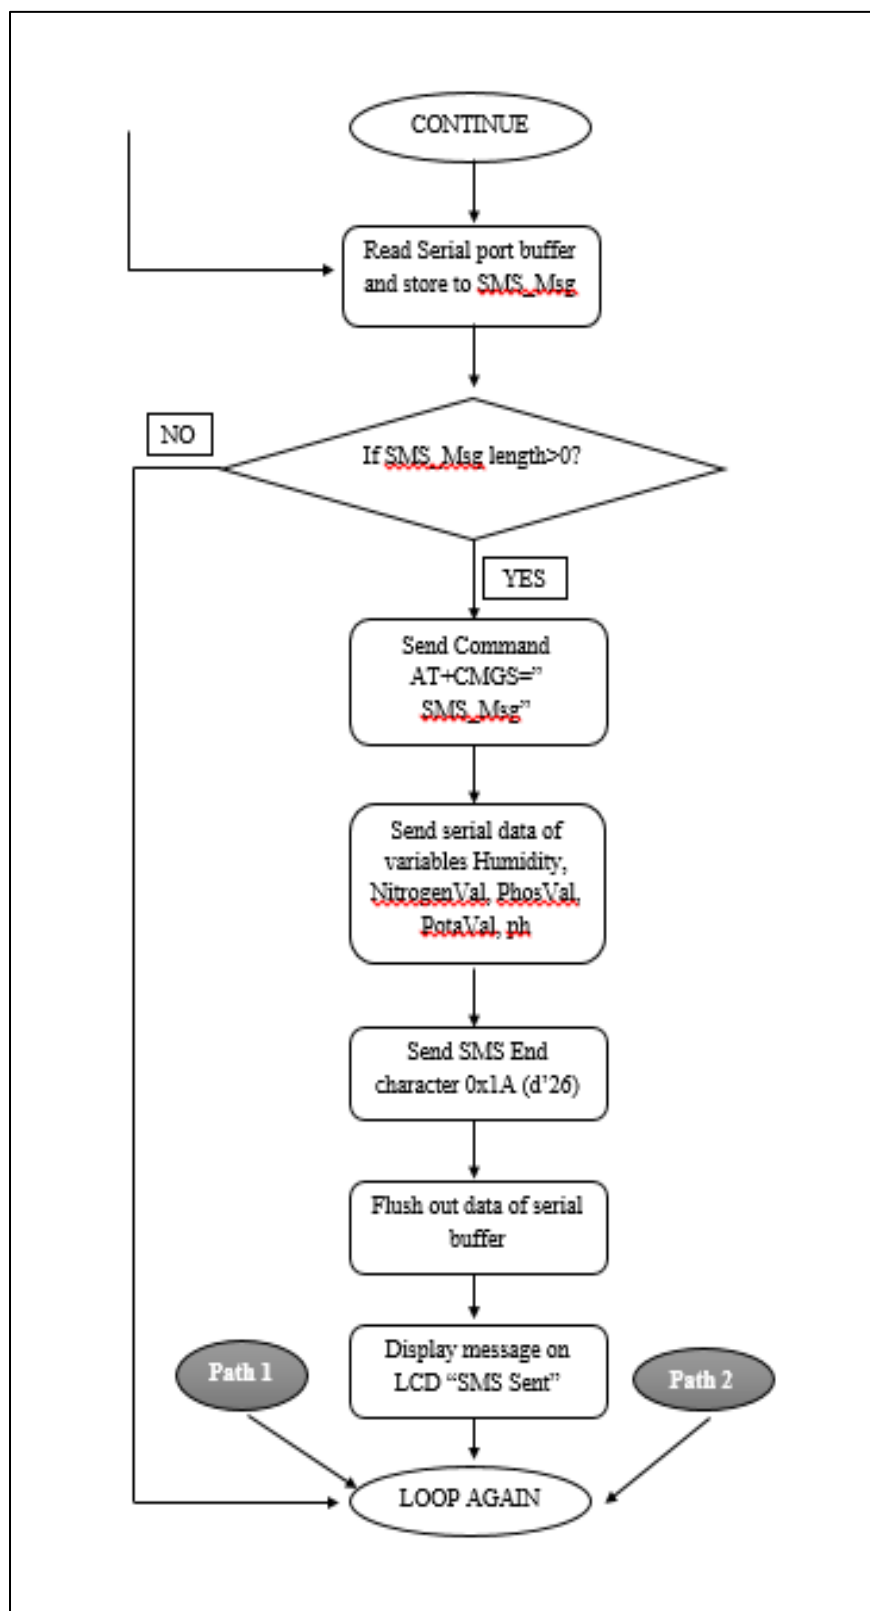 CONTINUE
Read Serial port buffer
and store to SMS_Msg
NO
If SMS_Msg length>0?
YES
Send Command
AT+CMGS=”
SMS_Msg”
Send serial data of
variables Humidity,
NitrogenVal, PhosVal,
PotaVal, ph
Send SMS End
character 0x1A (d’26)
Flush out data of serial
buffer
Display message on
LCD “SMS Sent”
Path 1
Path 2
LOOP AGAIN